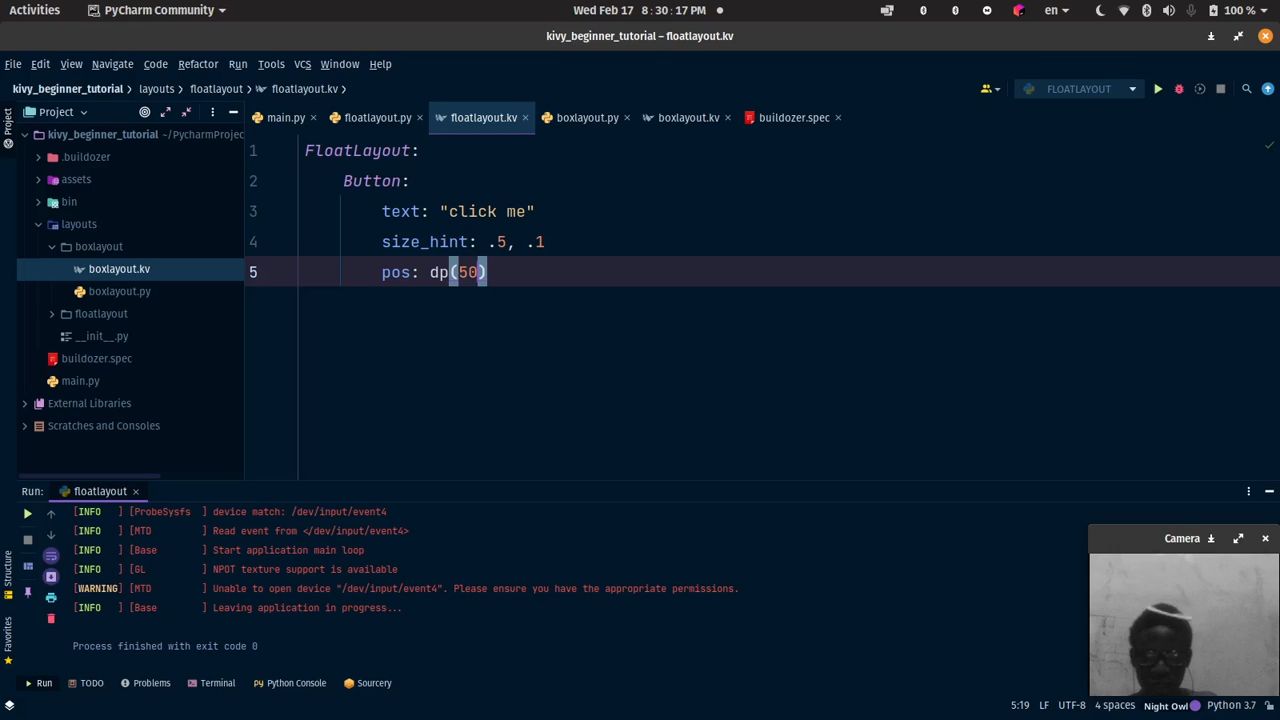 Activities
PyCharm Community
Wed Feb 17 8:30:17 PM
en
100 %
kivy_beginner_tutorial – floatlayout.kv
File Edit View Navigate Code Refactor Run Tools VCS Window Help
kivy_beginner_tutorial layouts floatlayout floatlayout.kv
FLOATLAYOUT
Project
main.py floatlayout.py floatlayout.kv boxlayout.py boxlayout.kv buildozer.spec
Project
kivy_beginner_tutorial ~/PycharmProjec
.buildozer
assets
bin
layouts
boxlayout
boxlayout.kv
boxlayout.py
floatlayout
__init__.py
buildozer.spec
main.py
External Libraries
Scratches and Consoles
1 FloatLayout:
2 Button:
3 text: "click me"
4 size_hint: .5, .1
5 pos: dp(50)
Run: floatlayout
[INFO ] [ProbeSysfs ] device match: /dev/input/event4
[INFO ] [MTD ] Read event from </dev/input/event4>
[INFO ] [Base ] Start application main loop
[INFO ] [GL ] NPOT texture support is available
[WARNING] [MTD ] Unable to open device "/dev/input/event4". Please ensure you have the appropriate permissions.
[INFO ] [Base ] Leaving application in progress...
Process finished with exit code 0
Structure
Favorites
Camera
Run TODO Problems Terminal Python Console Sourcery
5:19 LF UTF-8 4 spaces Night Owl Python 3.7